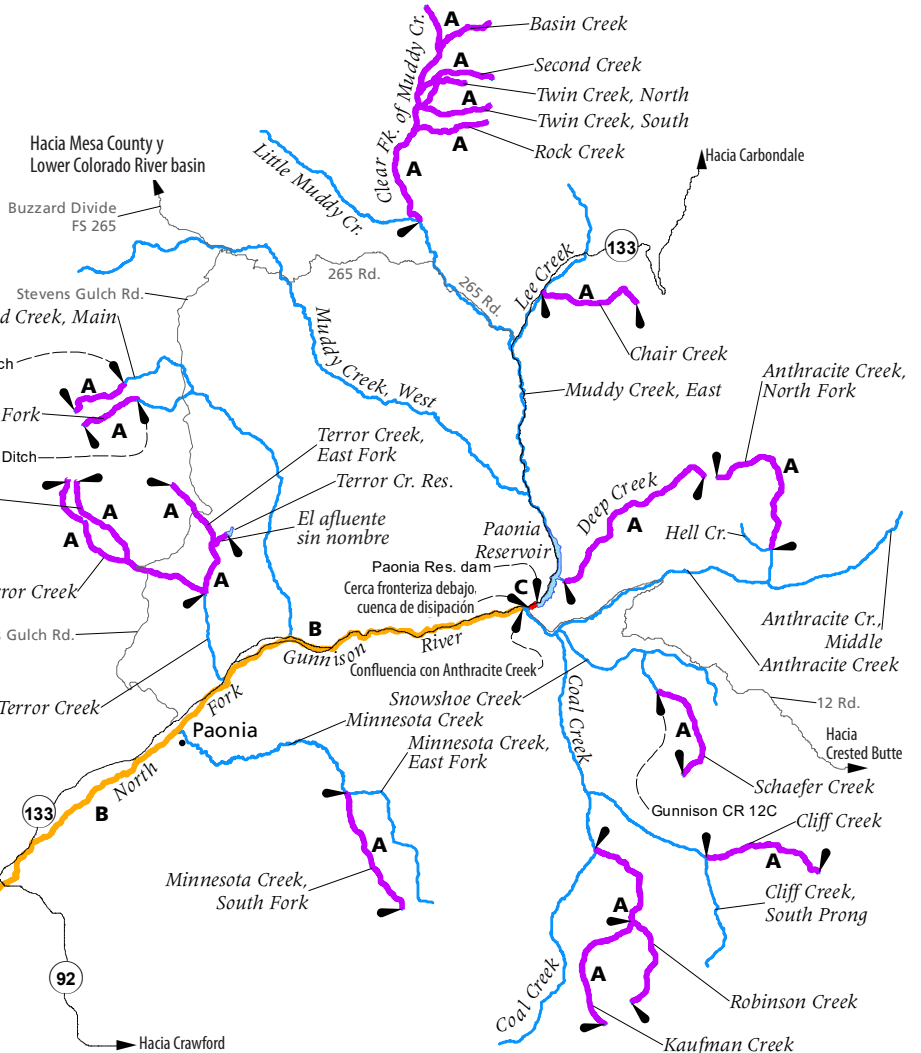 A
Basin Creek
Clear Fk. of Muddy Cr.
A
Second Creek
Twin Creek, North
A
Twin Creek, South
A
Rock Creek
A
Hacia Mesa County y
Lower Colorado River basin
Little Muddy Cr.
Hacia Carbondale
Buzzard Divide
FS 265
133
Lee Creek
265 Rd.
265 Rd.
Stevens Gulch Rd.
A
d Creek, Main
Muddy Creek, West
Chair Creek
ch
Anthracite Creek,
North Fork
A
Muddy Creek, East
Fork
A
Terror Creek,
East Fork
Ditch
A
Terror Cr. Res.
Deep Creek
A
A
A
El afluente
sin nombre
Paonia
Reservoir
Hell Cr.
A
Paonia Res. dam
A
C
Cerca fronteriza debajo,
cuenca de disipación
ror Creek
B
Gunnison
River
Anthracite Cr.,
Middle
s Gulch Rd.
Confluencia con Anthracite Creek
Anthracite Creek
Fork
Snowshoe Creek
Coal Creek
12 Rd.
Terror Creek
Minnesota Creek
Paonia
A
Hacia
Crested Butte
Minnesota Creek,
East Fork
North
Schaefer Creek
133
B
Gunnison CR 12C
Cliff Creek
A
A
Minnesota Creek,
South Fork
Cliff Creek,
South Prong
A
92
A
Coal Creek
Robinson Creek
Hacia Crawford
Kaufman Creek